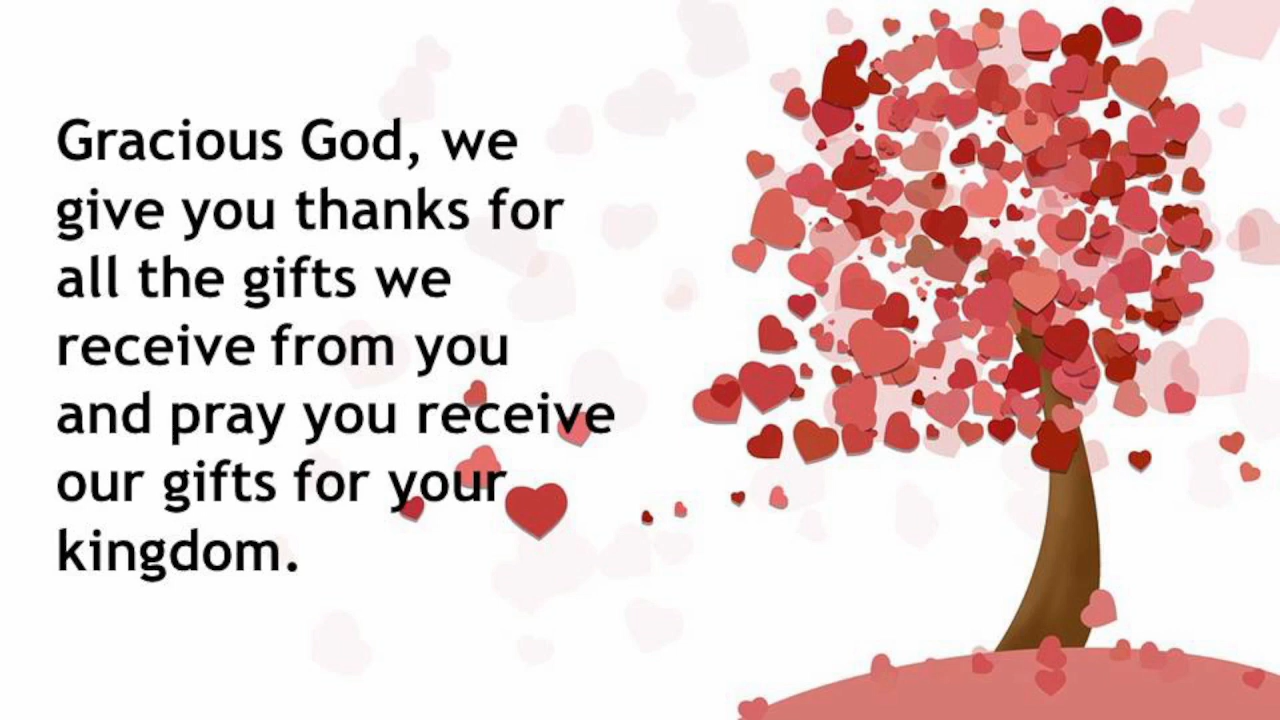 Gracious God, we
give you thanks for
all the gifts we
receive from you
and pray you receive
our gifts for your
kingdom.